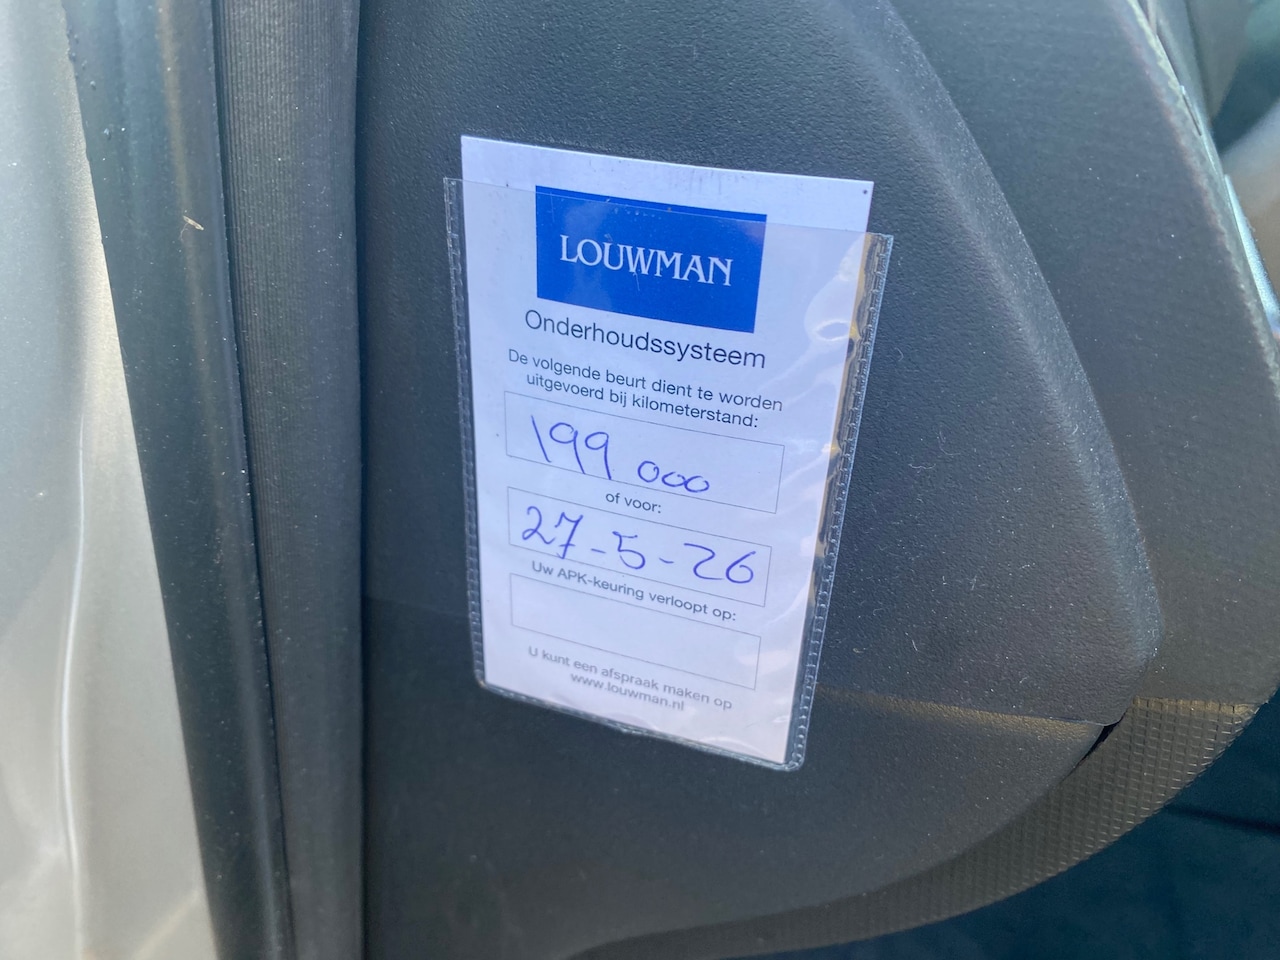 LOUWMAN
Onderhoudssysteem
De volgende beurt dient te worden
uitgevoerd bij kilometerstand:
199 000
of voor:
27-5-26
Uw APK-keuring verloopt op:
U kunt een afspraak maken op
www.louwman.nl